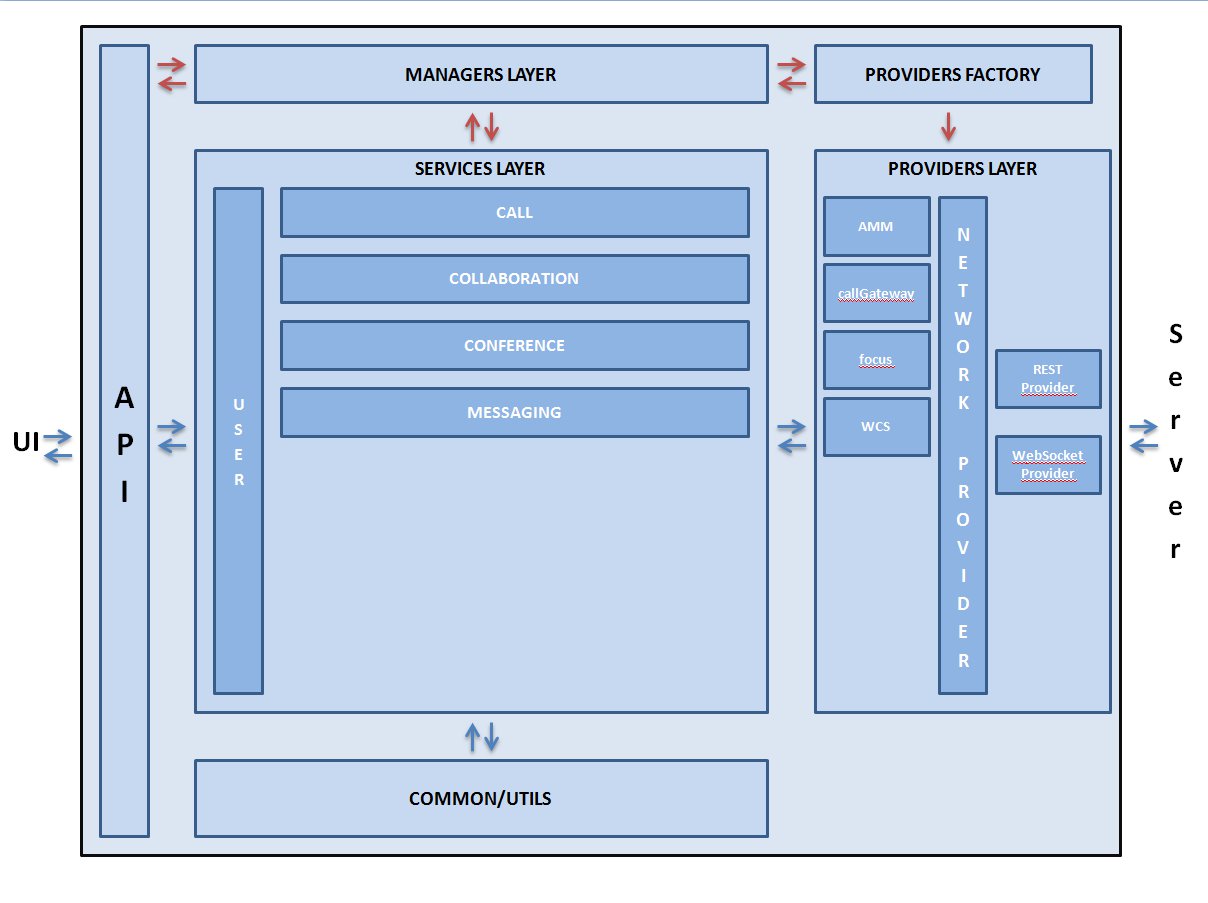 MANAGERS LAYER
PROVIDERS FACTORY
SERVICES LAYER
PROVIDERS LAYER
UI
API
USER
CALL
COLLABORATION
CONFERENCE
MESSAGING
AMM
callGateway
focus
WCS
NETWORK PROVIDER
REST
Provider
WebSocket
Provider
Server
COMMON/UTILS